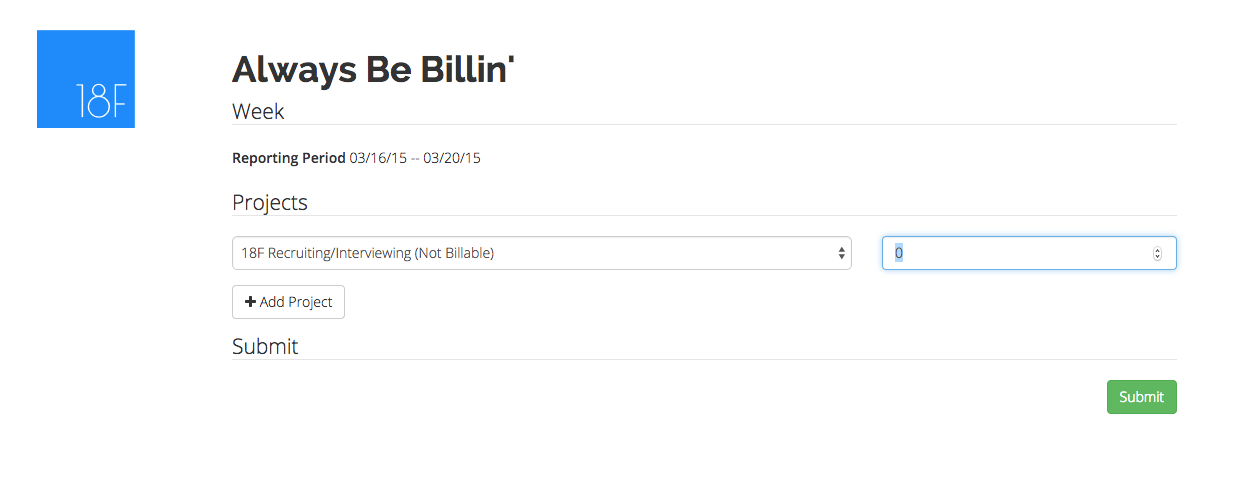 18F
Always Be Billin'
Week
Reporting Period 03/16/15 -- 03/20/15
Projects
18F Recruiting/Interviewing (Not Billable)
0
Add Project
Submit
Submit